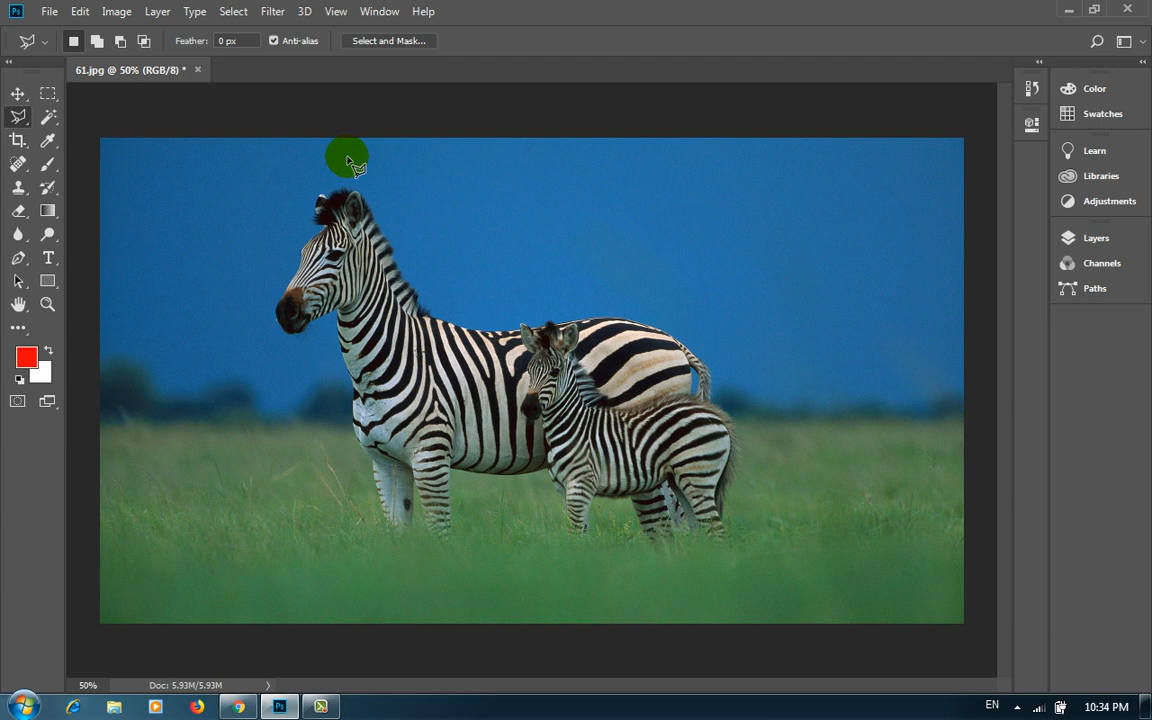 Ps File Edit Image Layer Type Select Filter 3D View Window Help
Feather: 0 px Anti-alias Select and Mask...
61.jpg @ 50% (RGB/8) * ×
Color
Swatches
Learn
Libraries
Adjustments
Layers
Channels
Paths
T
50% Doc: 5.93M/5.93M
Ps EN 10:34 PM